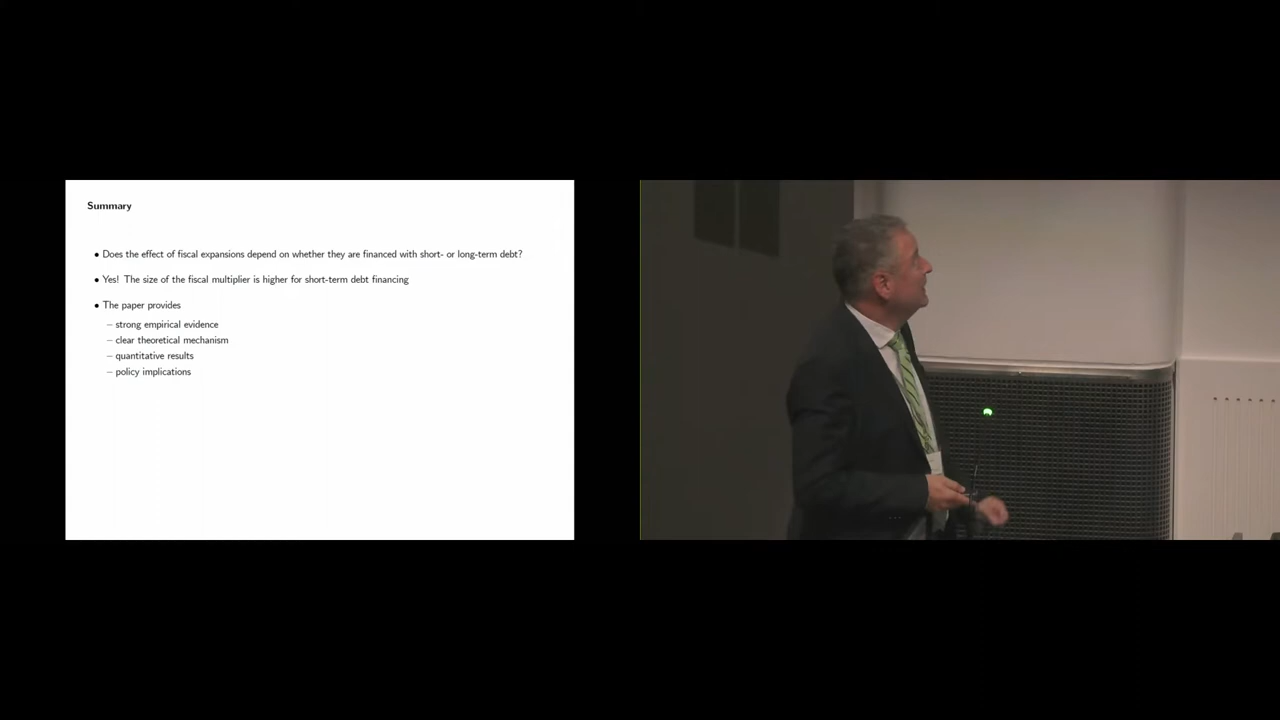 Summary
• Does the effect of fiscal expansions depend on whether they are financed with short- or long-term debt?
• Yes! The size of the fiscal multiplier is higher for short-term debt financing
• The paper provides
– strong empirical evidence
– clear theoretical mechanism
– quantitative results
– policy implications